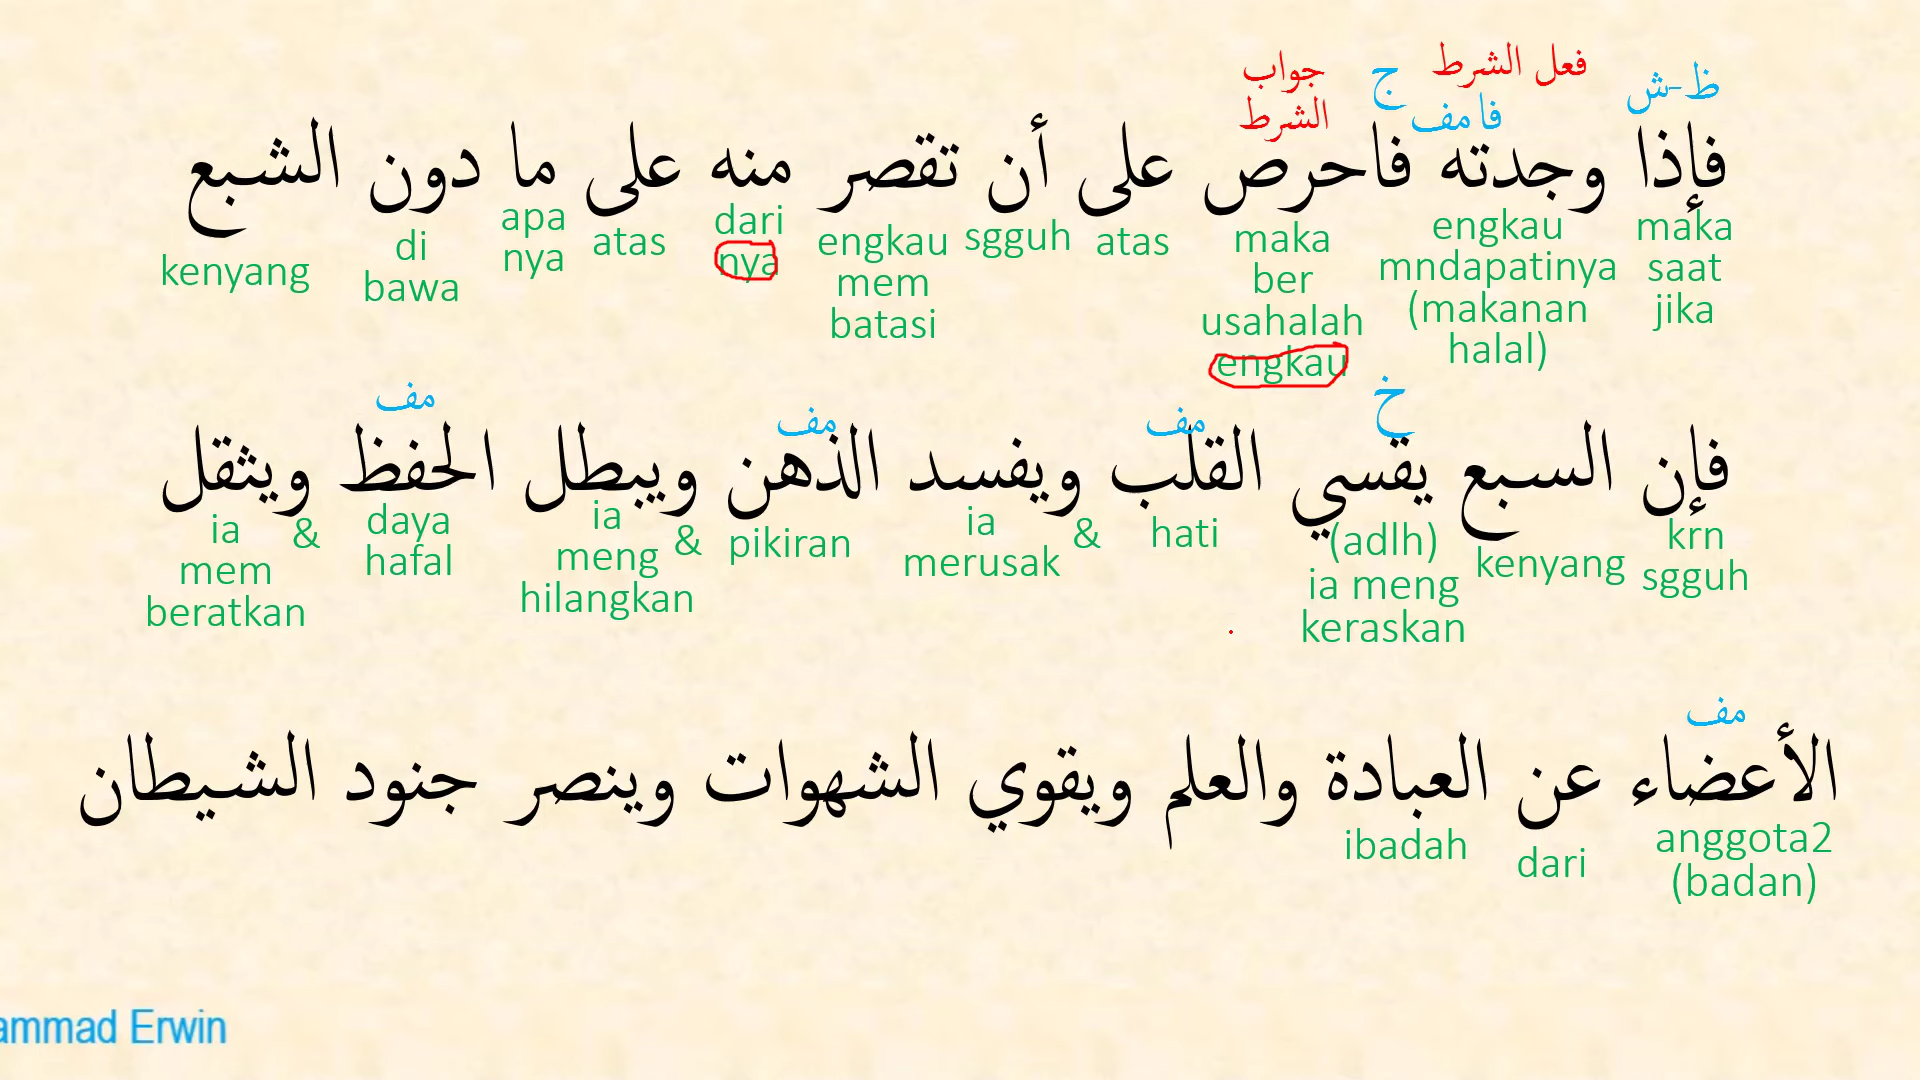 ظ-ش فعل الشرط ج جواب
فا مف الشرط
فإذا وجدته فاحرص على أن تقصر منه على ما دون الشبع
maka saat jika
engkau mndapatinya (makanan halal)
maka ber usahalah engkau
atas
sgguh
engkau mem batasi
dari nya
atas
apa nya
di bawa
kenyang
خ مف مف مف
فإن السبع يقسي القلب ويفسد الذهن ويبطل الحفظ ويثقل
krn sgguh
kenyang
(adlh) ia meng keraskan
hati
&
ia merusak
pikiran
&
ia meng hilangkan
daya hafal
&
ia mem beratkan
مف
الأعضاء عن العبادة والعلم ويقوي الشهوات وينصر جنود الشيطان
anggota2 (badan)
dari
ibadah
ammad Erwin